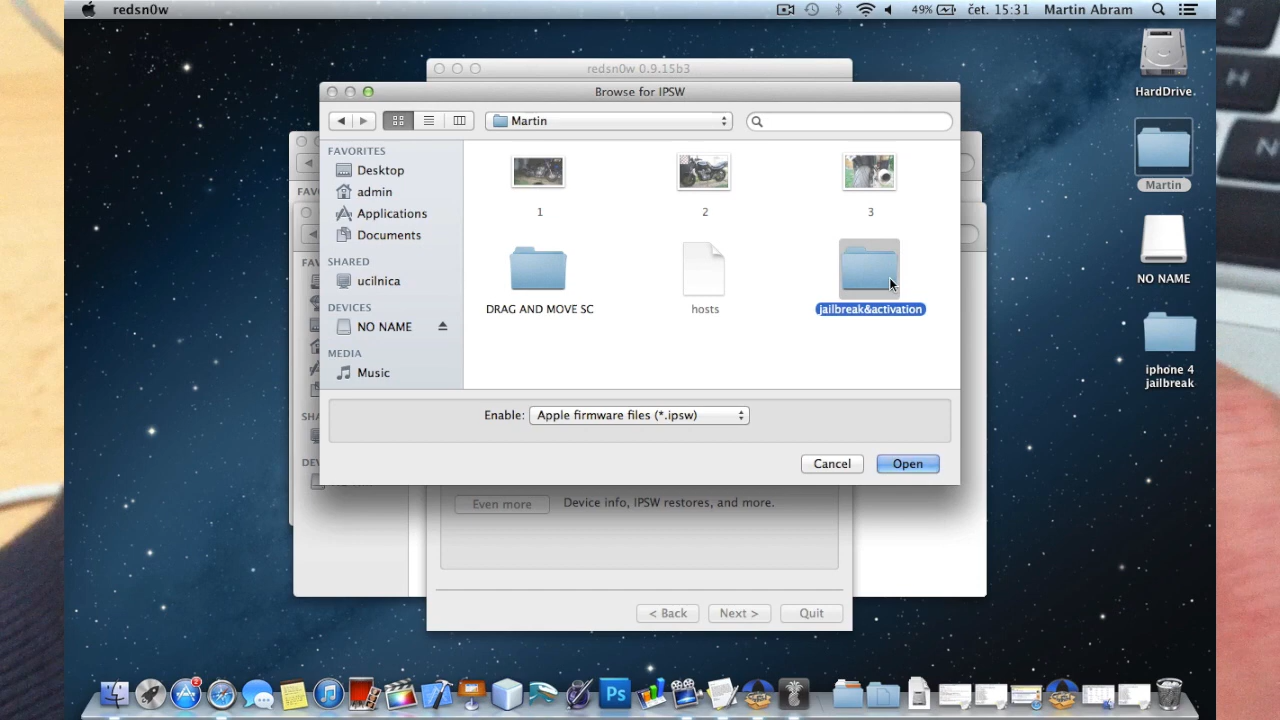 redsn0w
49%
čet. 15:31
Martin Abram
redsn0w 0.9.15b3
Browse for IPSW
Martin
FAVORITES
Desktop
admin
Applications
Documents
SHARED
ucilnica
DEVICES
NO NAME
MEDIA
Music
1
2
3
DRAG AND MOVE SC
hosts
jailbreak&activation
Enable:
Apple firmware files (*.ipsw)
Cancel
Open
Even more
Device info, IPSW restores, and more.
< Back
Next >
Quit
HardDrive
Martin
NO NAME
iphone 4
jailbreak
2
Ps